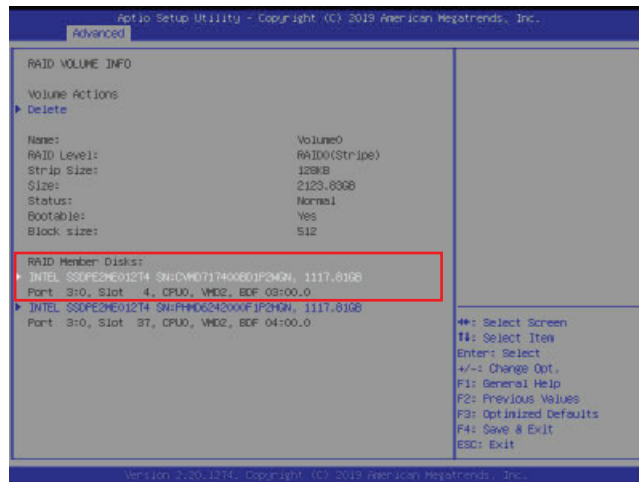 Aptio Setup Utility - Copyright (C) 2019 American Megatrends, Inc.
Advanced
RAID VOLUME INFO
Volume Actions
Delete
Name: Volume0
RAID Level: RAID0(Stripe)
Strip Size: 128KB
Size: 2123.83GB
Status: Normal
Bootable: Yes
Block size: 512
RAID Member Disks:
INTEL SSDPE2ME012T4 SN:CVMD717400BD1P2MGN, 1117.81GB
Port 3:0, Slot 4, CPU0, VMD2, BDF 03:00.0
INTEL SSDPE2ME012T4 SN:PHMD6242000F1P2HGN, 1117.81GB
Port 3:0, Slot 37, CPU0, VMD2, BDF 04:00.0
→←: Select Screen
↑↓: Select Item
Enter: Select
+/-: Change Opt.
F1: General Help
F2: Previous Values
F3: Optimized Defaults
F4: Save & Exit
ESC: Exit
Version 2.20.1274. Copyright (C) 2019 American Megatrends, Inc.